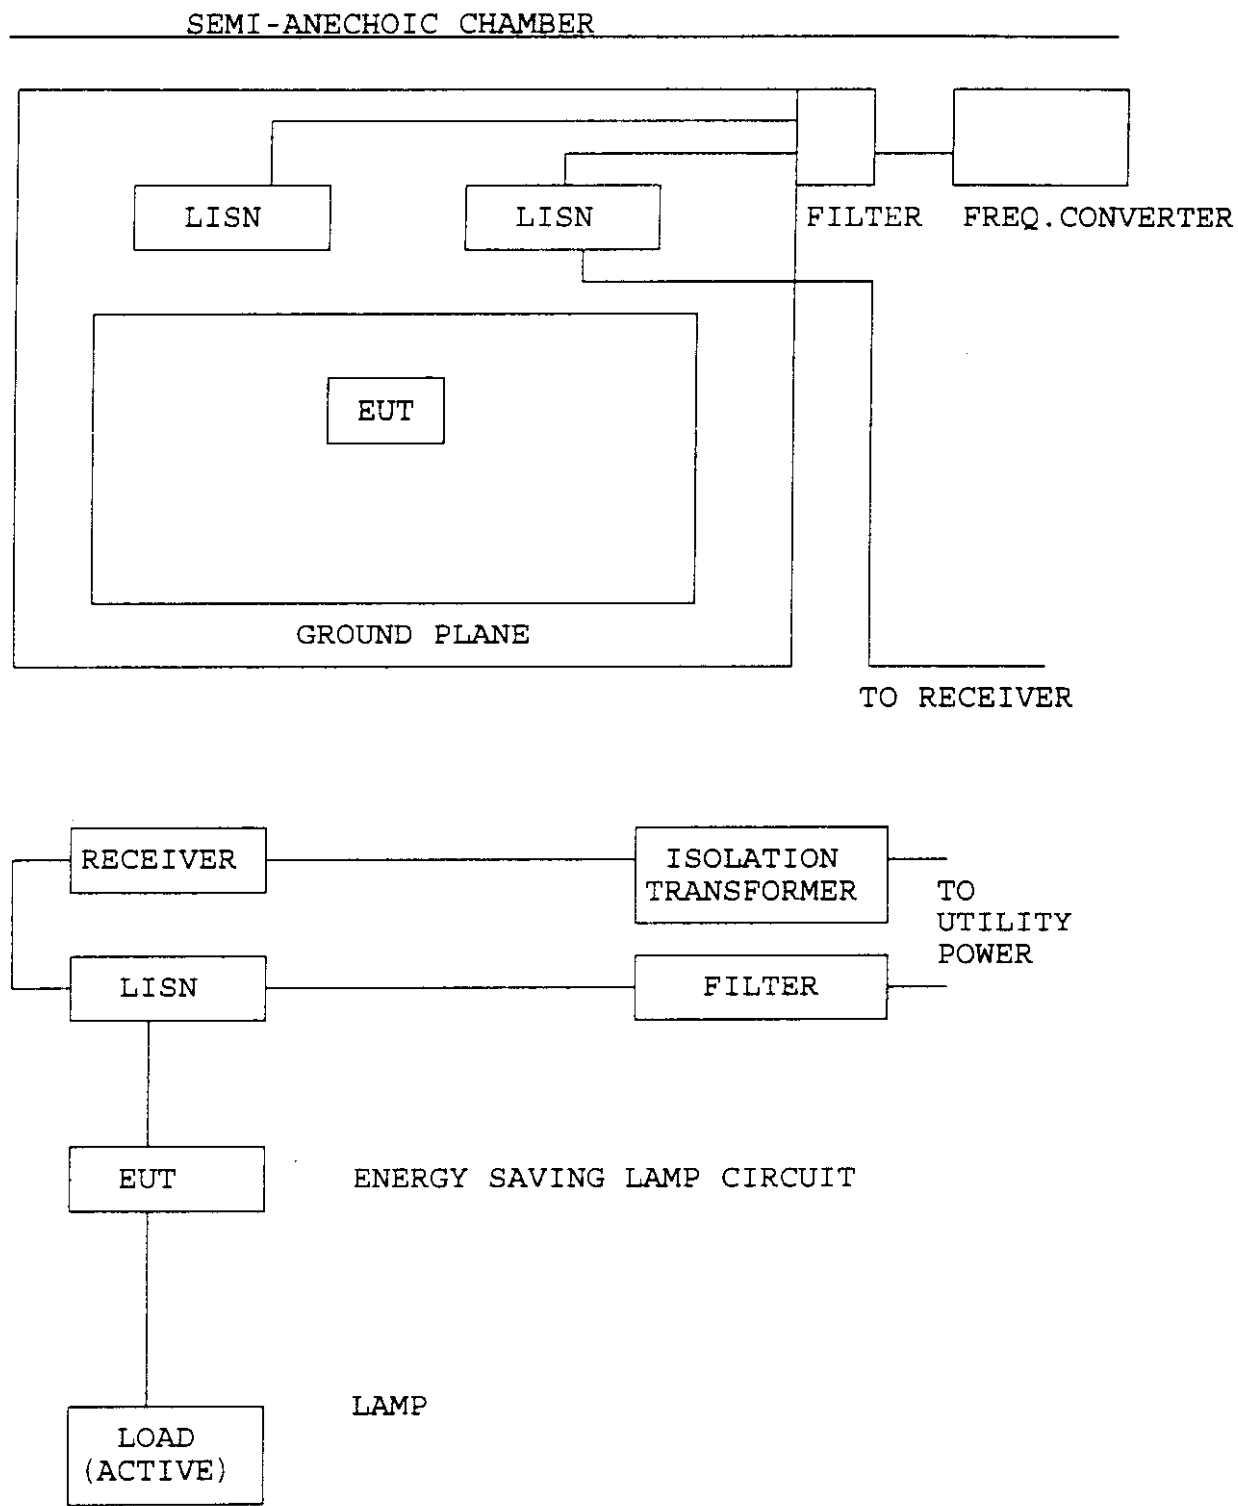 SEMI-ANECHOIC CHAMBER
LISN
LISN
FILTER
FREQ.CONVERTER
EUT
GROUND PLANE
TO RECEIVER
RECEIVER
ISOLATION
TRANSFORMER
TO
UTILITY
POWER
LISN
FILTER
EUT
ENERGY SAVING LAMP CIRCUIT
LAMP
LOAD
(ACTIVE)